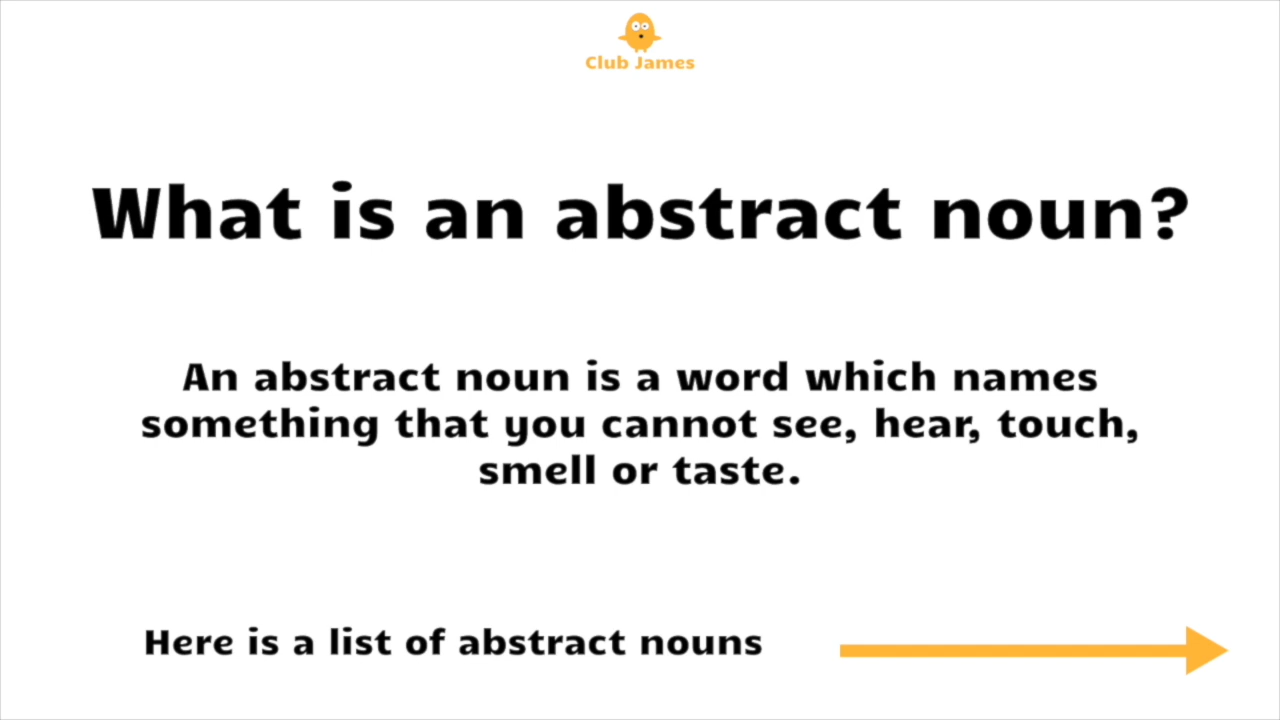 Club James
What is an abstract noun?
An abstract noun is a word which names
something that you cannot see, hear, touch,
smell or taste.
Here is a list of abstract nouns